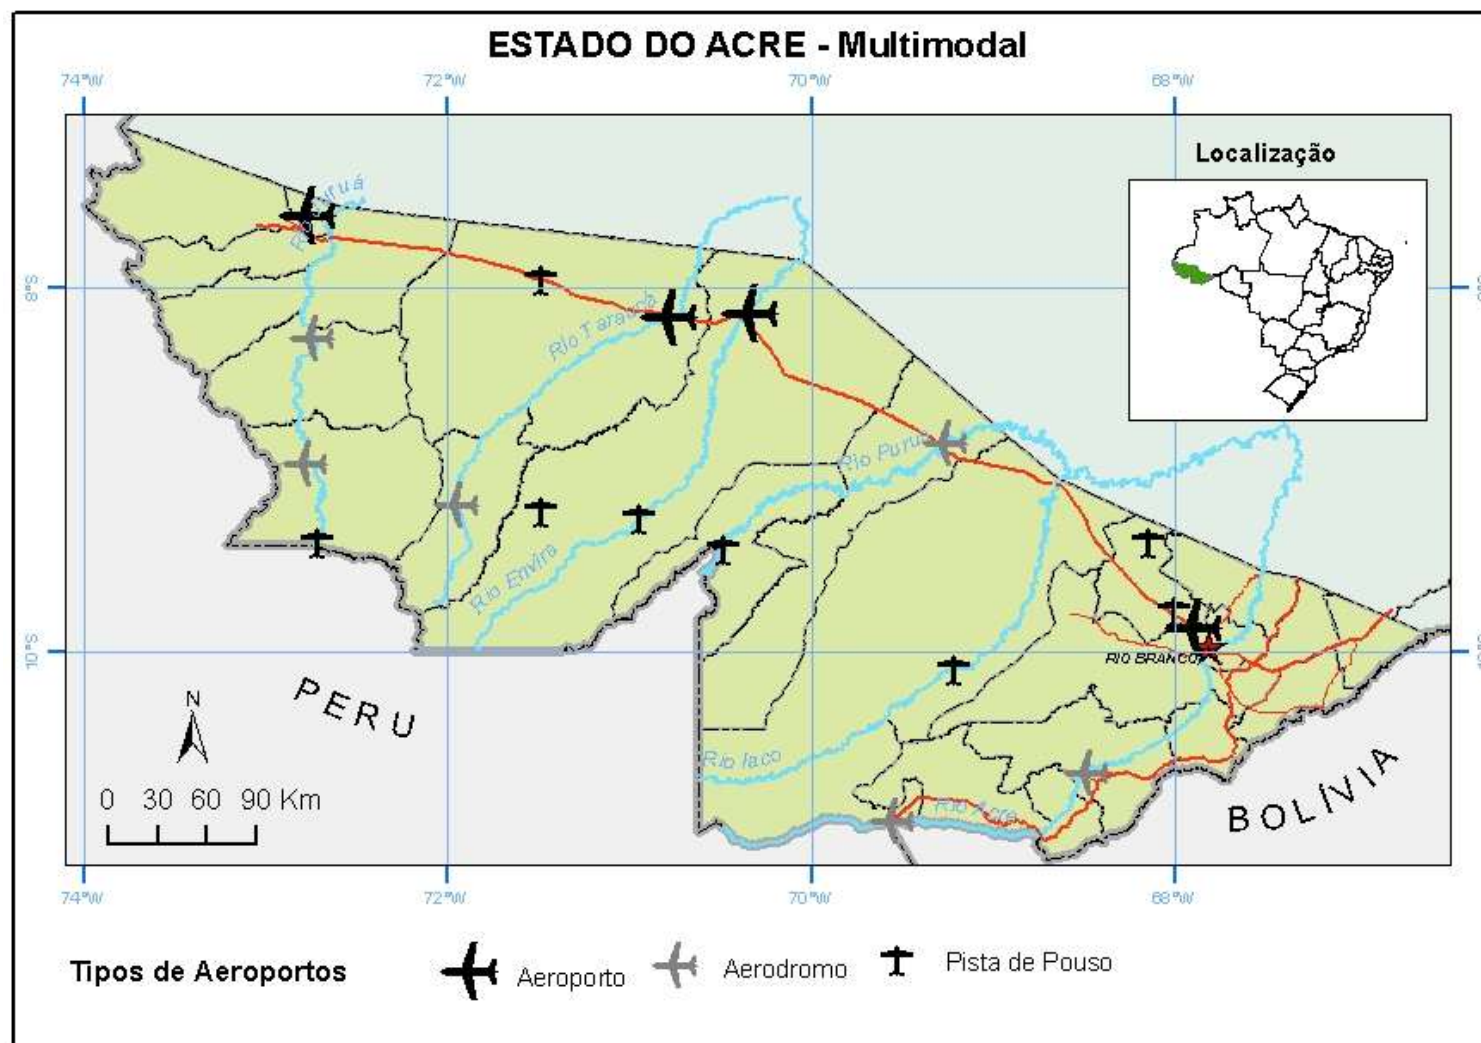 ESTADO DO ACRE - Multimodal
74°W 72°W 70°W 68°W
Localização
8°S
Rio Tarauacá
Rio Purus
Rio Envira
10°S
RIO BRANCO
PERU
N
Rio Iaco
BOLÍVIA
0 30 60 90 Km
Rio Acre
74°W 72°W 70°W 68°W
Tipos de Aeroportos
Aeroporto
Aerodromo
Pista de Pouso